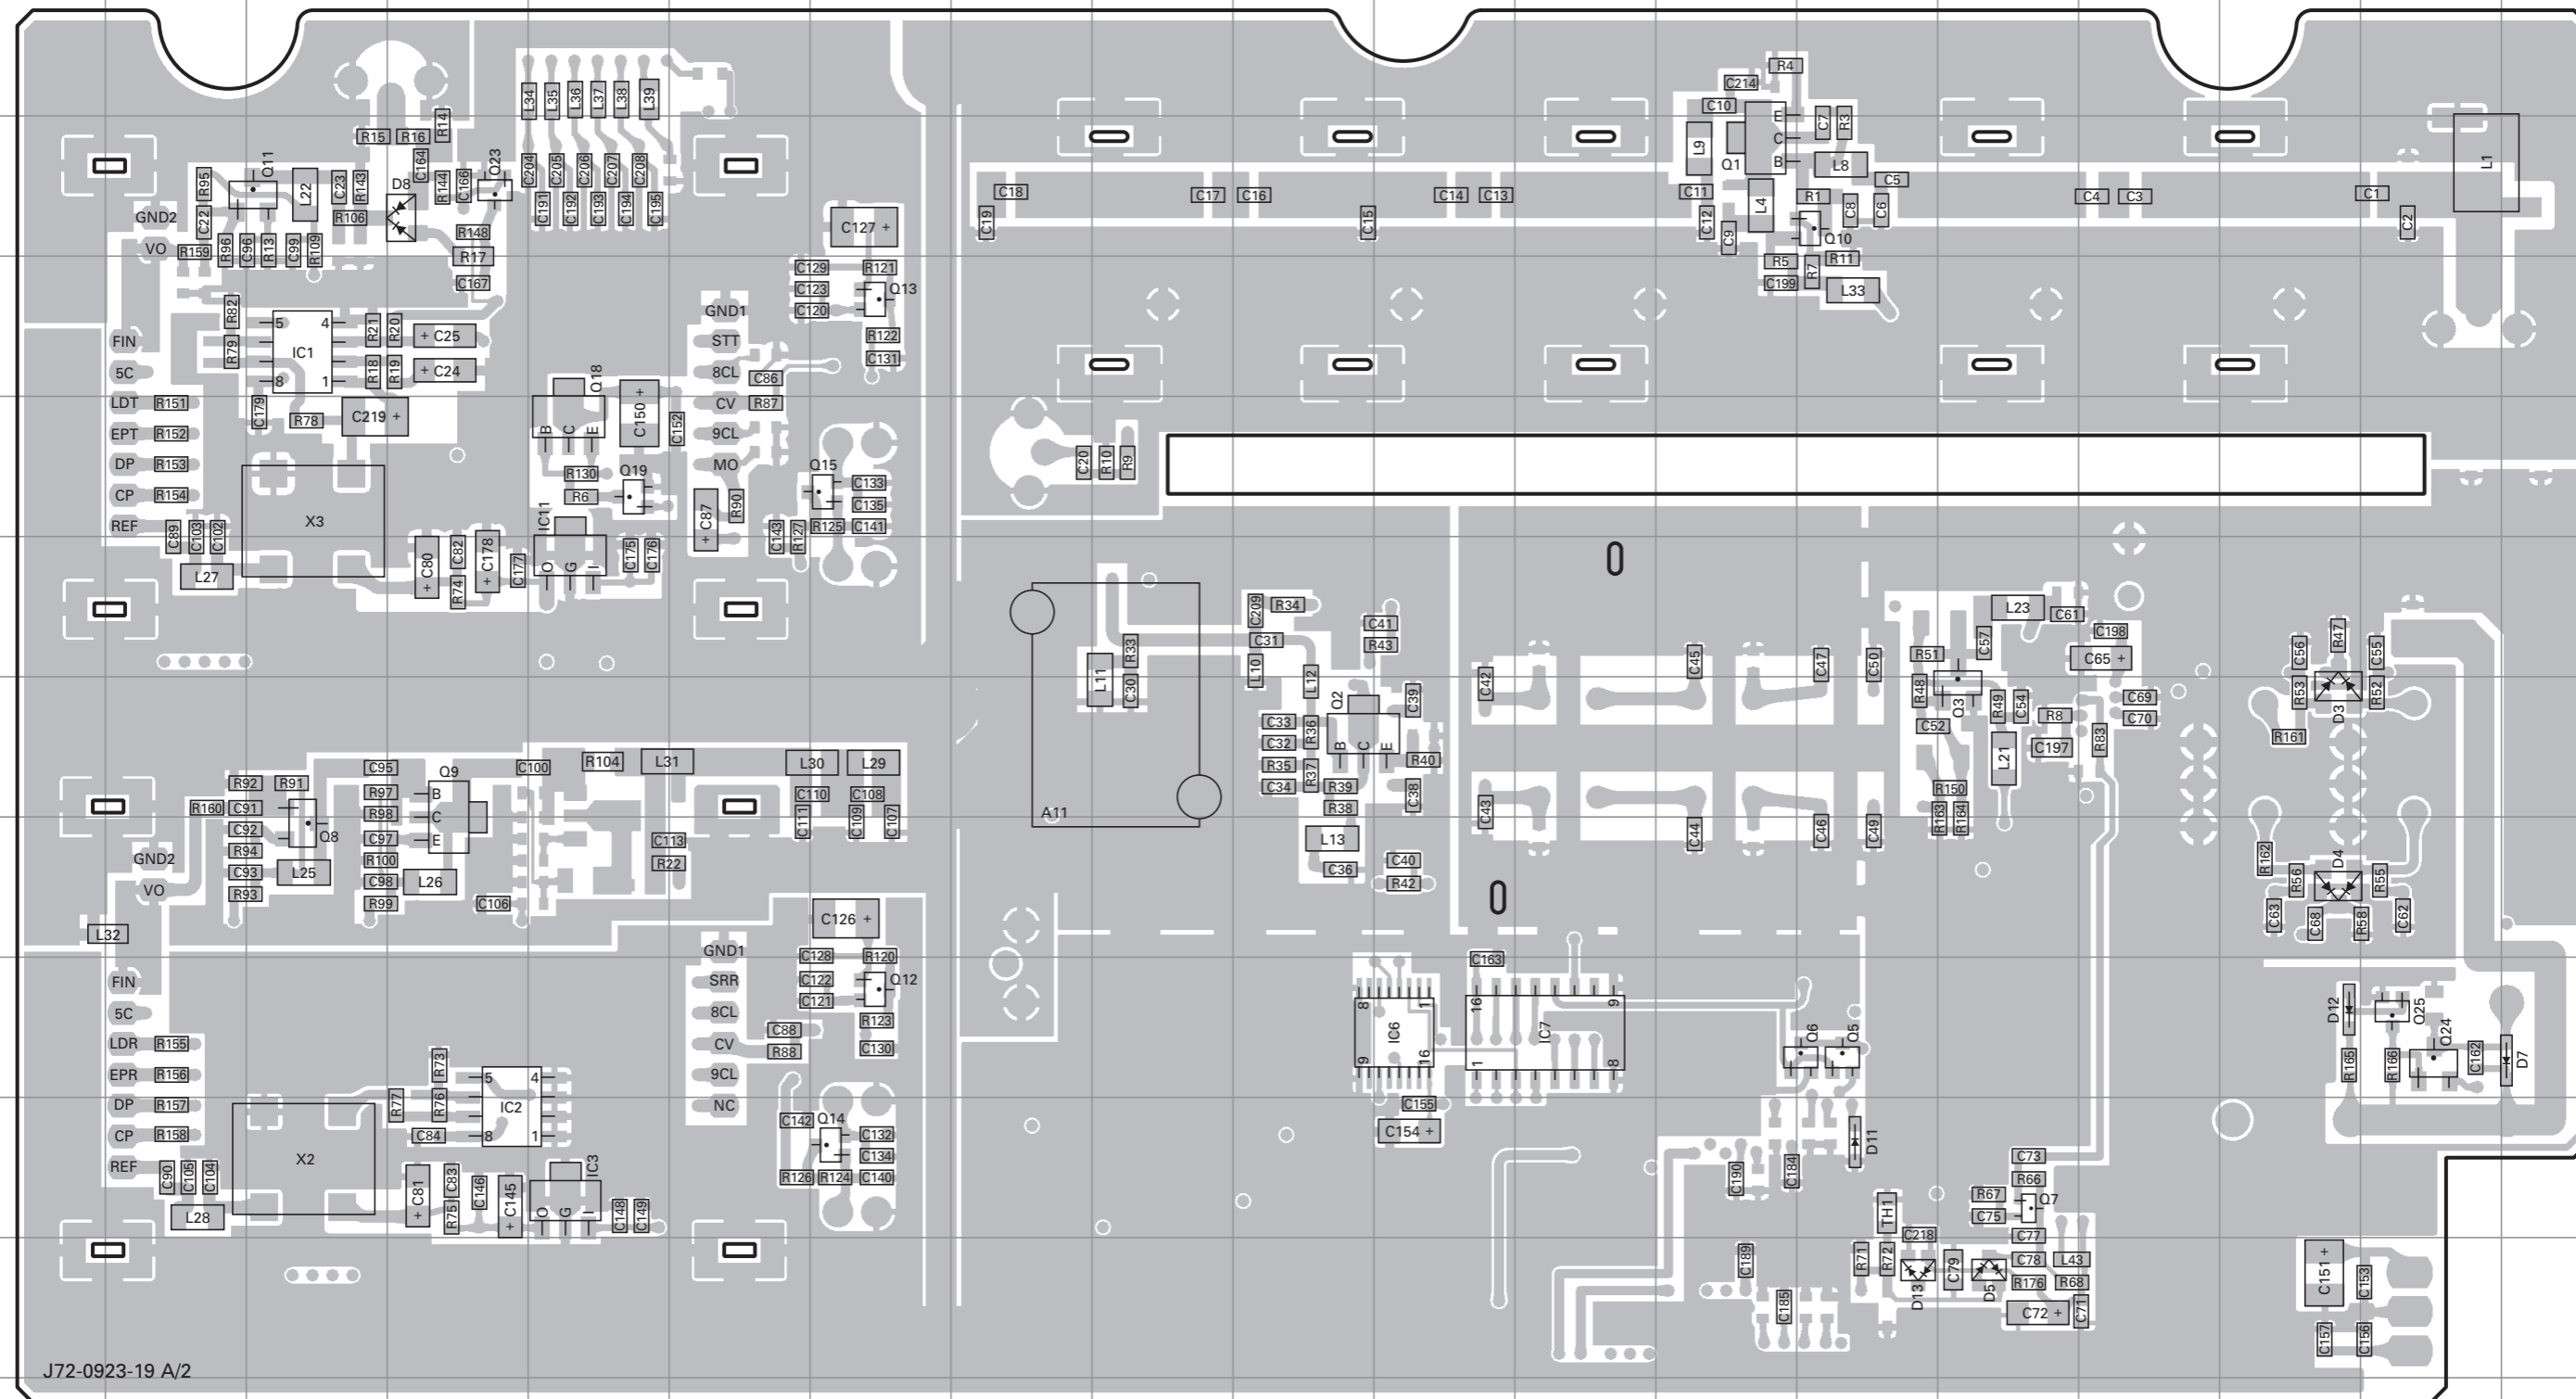 R4
C214
C10
E
C
B
C7
R3
L9
Q1
L8
C5
C11
L4
R1
C12
C9
C8
C6
Q10
R5
R7
R11
C199
L33
L34
L35
L36
L37
L38
L39
R14
R15
R16
C164
Q11
R95
L22
C23
R143
D8
R144
C166
Q23
C204
C205
C206
C207
C208
C191
C192
C193
C194
C195
GND2
C22
R106
VO
R159
R96
C96
R13
C99
R109
R148
R17
C167
C127 +
C129
R121
C123
Q13
C120
R122
C131
C18
C19
C17
C16
C15
C14
C13
C4
C3
C1
C2
L1
R82
R79
5
4
IC1
8
1
R21
R20
+ C25
R18
R19
+ C24
FIN
5C
LDT
R151
EPT
R152
DP
R153
CP
R154
REF
C179
R78
C219 +
GND1
STT
8CL
C86
CV
R87
9CL
MO
Q18
B
C
E
C150 +
C152
R130
Q19
R6
IC11
O
G
I
C175
C176
C87
+
R90
Q15
C133
C135
C143
R127
R125
C141
C20
R10
R9
X3
C89
C103
C102
L27
C80
+
C82
R74
C178
+
C177
L11
R33
C30
A11
C209
R34
C31
L10
L12
C41
R43
Q2
C39
C33
C32
R36
B
C
E
R35
R37
C34
R39
R38
R40
C38
L13
C36
C40
R42
C42
C45
C47
C50
C43
C44
C46
C49
L23
C61
R51
C57
C198
C65 +
R48
Q3
R49
C54
C52
R8
C69
C70
L21
C197
R83
R150
R163
R164
C56
R47
C55
R53
D3
R52
R161
R162
D4
R56
R55
C63
C68
R58
C62
R92
R91
R160
C91
C92
Q8
R94
C93
L25
R93
C95
R97
R98
C97
R100
C98
R99
Q9
B
C
E
L26
C100
C106
R104
L31
C113
R22
L30
L29
C110
C108
C111
C109
C107
GND2
VO
L32
C126 +
C128
R120
C122
Q12
C121
R123
C130
GND1
SRR
8CL
C88
CV
R88
9CL
NC
FIN
5C
LDR
R155
EPR
R156
DP
R157
CP
R158
REF
R73
R77
R76
C84
5
4
IC2
8
1
X2
C90
C105
C104
L28
C81
+
C83
R75
C146
C145
+
IC3
O
G
I
C148
C149
C142
Q14
C132
C134
R126
R124
C140
8
1
IC6
9
16
C163
16
9
IC7
1
8
C155
C154 +
Q6
Q5
D11
C190
C184
C189
C185
TH1
R71
R72
C218
D13
C79
D5
C73
R66
R67
Q7
C75
C77
C78
L43
R176
R68
C72 +
C71
D12
Q25
Q24
R165
R166
C162
D7
C151 +
C153
C157
C156
J72-0923-19 A/2